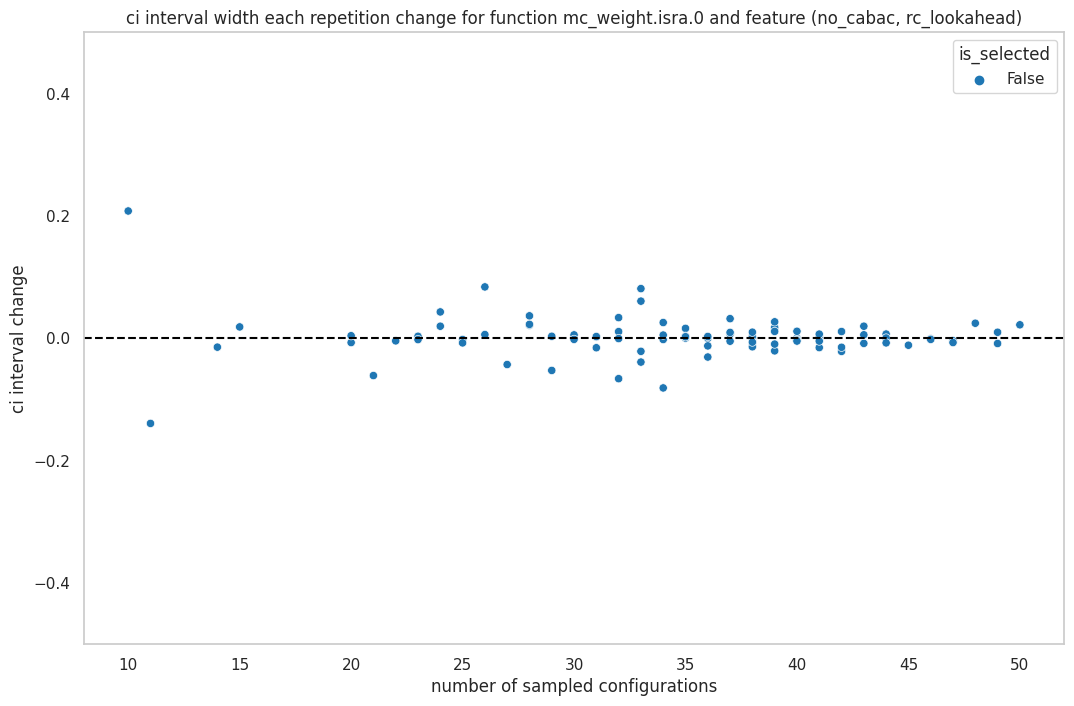 ci interval width each repetition change for function mc_weight.isra.0 and feature (no_cabac, rc_lookahead)
is_selected
False
ci interval change
0.4
0.2
0.0
−0.2
−0.4
10 15 20 25 30 35 40 45 50
number of sampled configurations